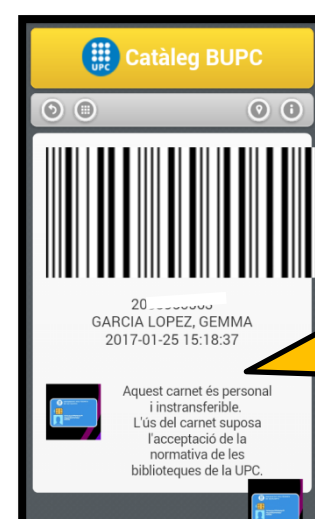 UPC
Catàleg BUPC
GARCIA LOPEZ, GEMMA
2017-01-25 15:18:37
Aquest carnet és personal
i instransferible.
L'ús del carnet suposa
l'acceptació de la
normativa de les
biblioteques de la UPC.